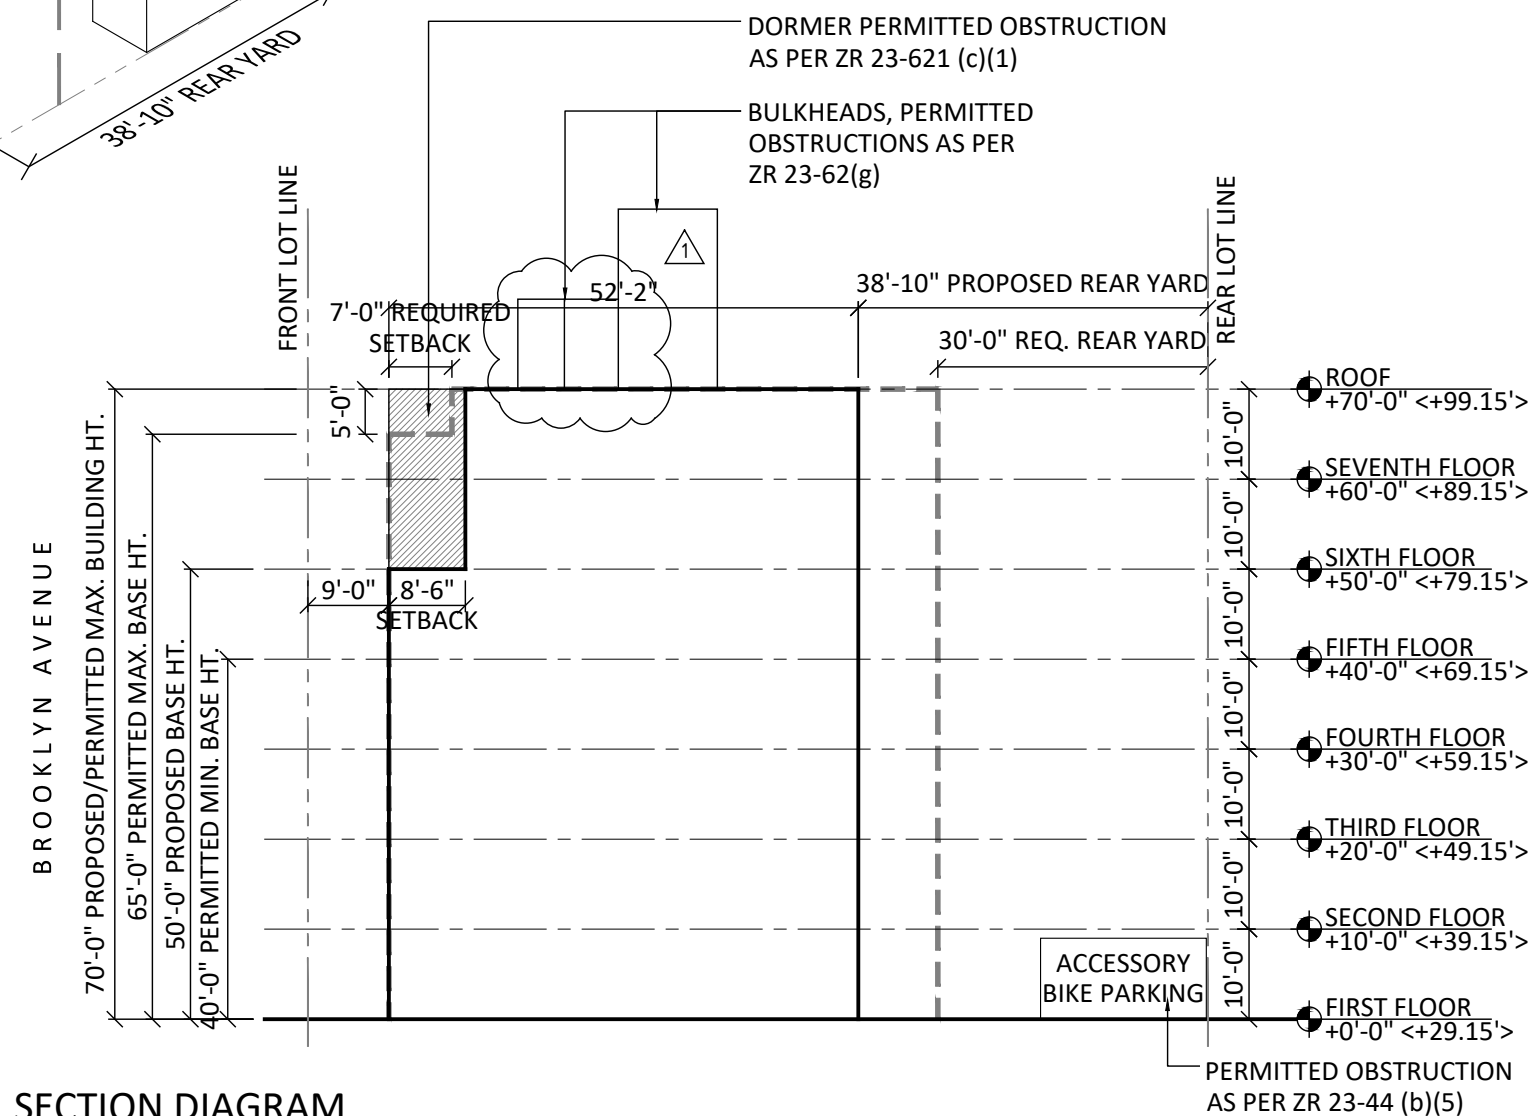 38'-10" REAR YARD
DORMER PERMITTED OBSTRUCTION
AS PER ZR 23-621 (c)(1)
BULKHEADS, PERMITTED
OBSTRUCTIONS AS PER
ZR 23-62(g)
FRONT LOT LINE
REAR LOT LINE
1
52'-2"
38'-10" PROPOSED REAR YARD
7'-0" REQUIRED
SETBACK
30'-0" REQ. REAR YARD
5'-0"
ROOF
+70'-0" <+99.15'>
10'-0"
SEVENTH FLOOR
+60'-0" <+89.15'>
10'-0"
SIXTH FLOOR
+50'-0" <+79.15'>
9'-0"
8'-6"
SETBACK
10'-0"
FIFTH FLOOR
+40'-0" <+69.15'>
10'-0"
FOURTH FLOOR
+30'-0" <+59.15'>
10'-0"
THIRD FLOOR
+20'-0" <+49.15'>
10'-0"
SECOND FLOOR
+10'-0" <+39.15'>
10'-0"
FIRST FLOOR
+0'-0" <+29.15'>
BROOKLYN AVENUE
70'-0" PROPOSED/PERMITTED MAX. BUILDING HT.
65'-0" PERMITTED MAX. BASE HT.
50'-0" PROPOSED BASE HT.
40'-0" PERMITTED MIN. BASE HT.
ACCESSORY
BIKE PARKING
PERMITTED OBSTRUCTION
AS PER ZR 23-44 (b)(5)
SECTION DIAGRAM